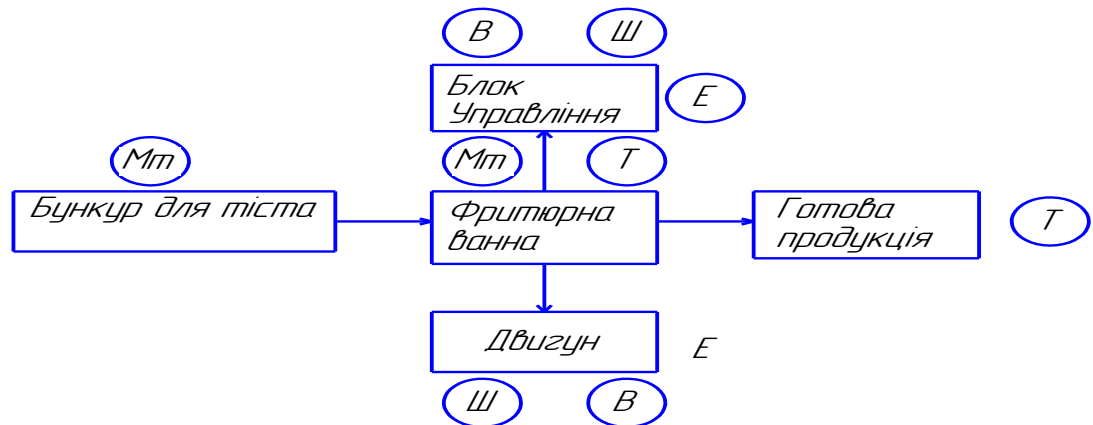 В Ш
Блок
Управління
Е
Мт Мт Т
Бункур для тіста
Фритюрна
ванна
Готова
продукція
Т
Двигун
Е
Ш В